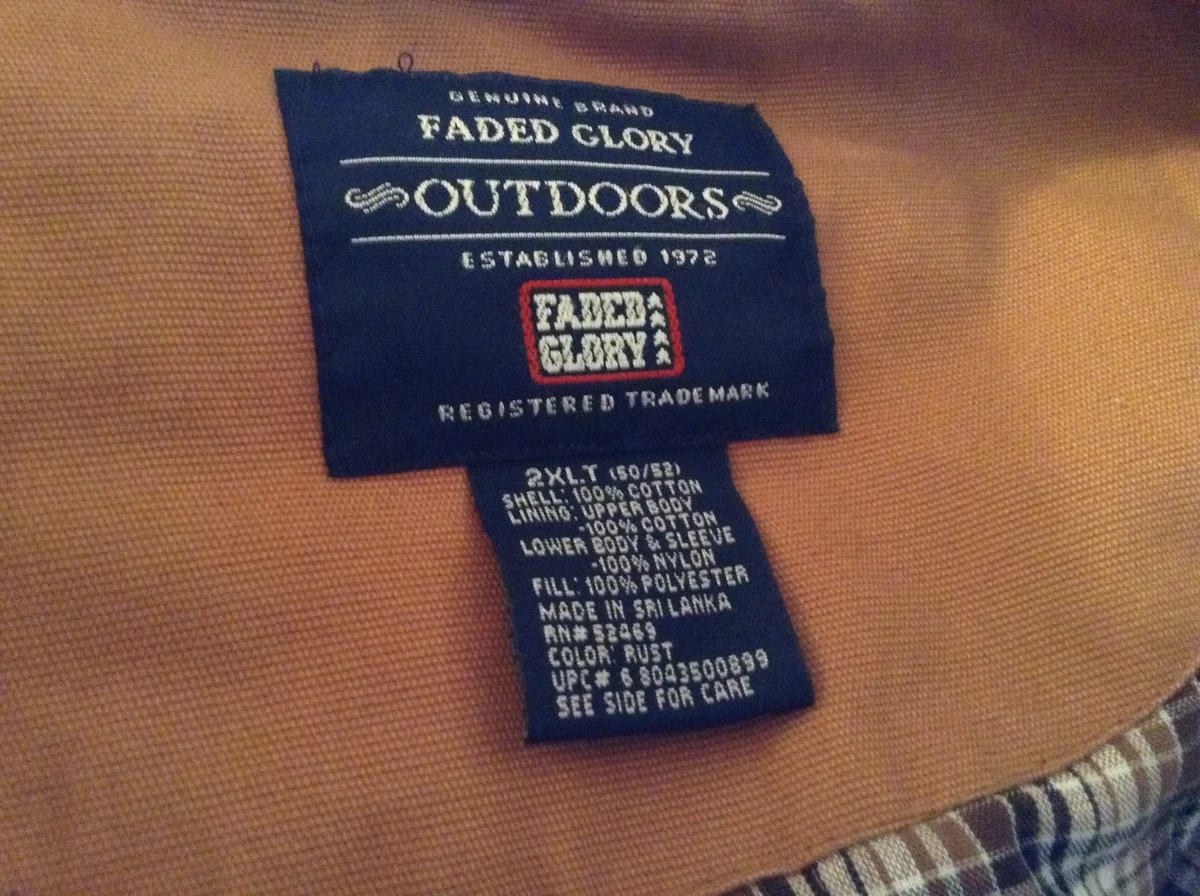 GENUINE BRAND
FADED GLORY
OUTDOORS
ESTABLISHED 1972
FADED
GLORY
REGISTERED TRADEMARK
2XLT (50/52)
SHELL: 100% COTTON
LINING: UPPER BODY
-100% COTTON
LOWER BODY & SLEEVE
-100% NYLON
FILL: 100% POLYESTER
MADE IN SRI LANKA
RN# 52469
COLOR: RUST
UPC# 6 8043500899
SEE SIDE FOR CARE